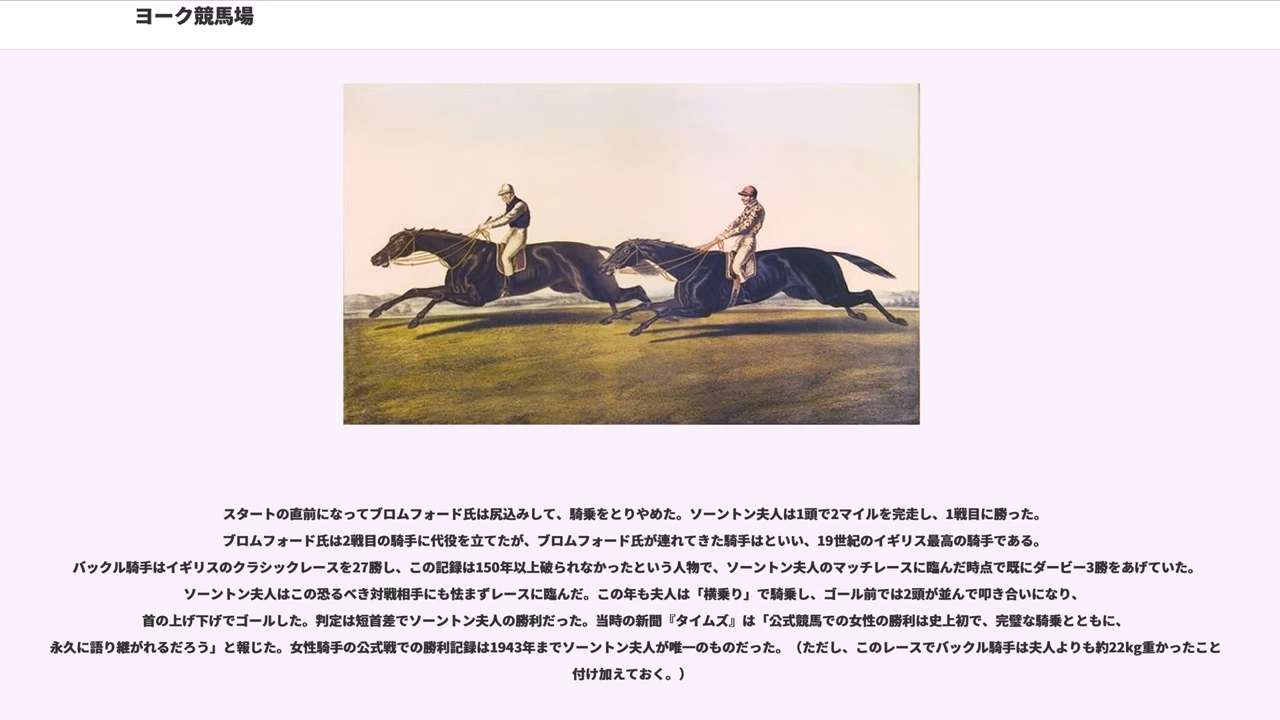 ヨーク競馬場
スタートの直前になってブロムフォード氏は尻込みして、騎乗をとりやめた。ソーントン夫人は1頭で2マイルを完走し、1戦目に勝った。
ブロムフォード氏は2戦目の騎手に代役を立てたが、ブロムフォード氏が連れてきた騎手はといい、19世紀のイギリス最高の騎手である。
バックル騎手はイギリスのクラシックレースを27勝し、この記録は150年以上破られなかったという人物で、ソーントン夫人のマッチレースに臨んだ時点で既にダービー3勝をあげていた。
ソーントン夫人はこの恐るべき対戦相手にも怯まずレースに臨んだ。この年も夫人は「横乗り」で騎乗し、ゴール前では2頭が並んで叩き合いになり、
首の上げ下げでゴールした。判定は短首差でソーントン夫人の勝利だった。当時の新聞『タイムズ』は「公式競馬での女性の勝利は史上初で、完璧な騎乗とともに、
永久に語り継がれるだろう」と報じた。女性騎手の公式戦での勝利記録は1943年までソーントン夫人が唯一のものだった。（ただし、このレースでバックル騎手は夫人よりも約22kg重かったこと
付け加えておく。）